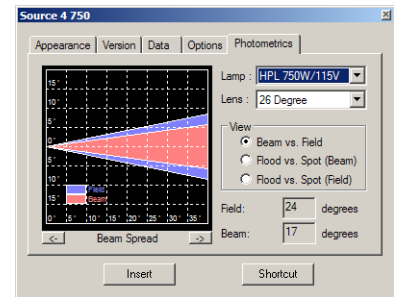 Source 4 750
Appearance Version Data Options Photometrics
Lamp : HPL 750W/115V
Lens : 26 Degree
15'
10'
5'
0'
5'
10'
15'
Field
Beam
0' 5' 10' 15' 20' 25' 30' 35'
<- Beam Spread ->
View
Beam vs. Field
Flood vs. Spot (Beam)
Flood vs. Spot (Field)
Field: 24 degrees
Beam: 17 degrees
Insert Shortcut